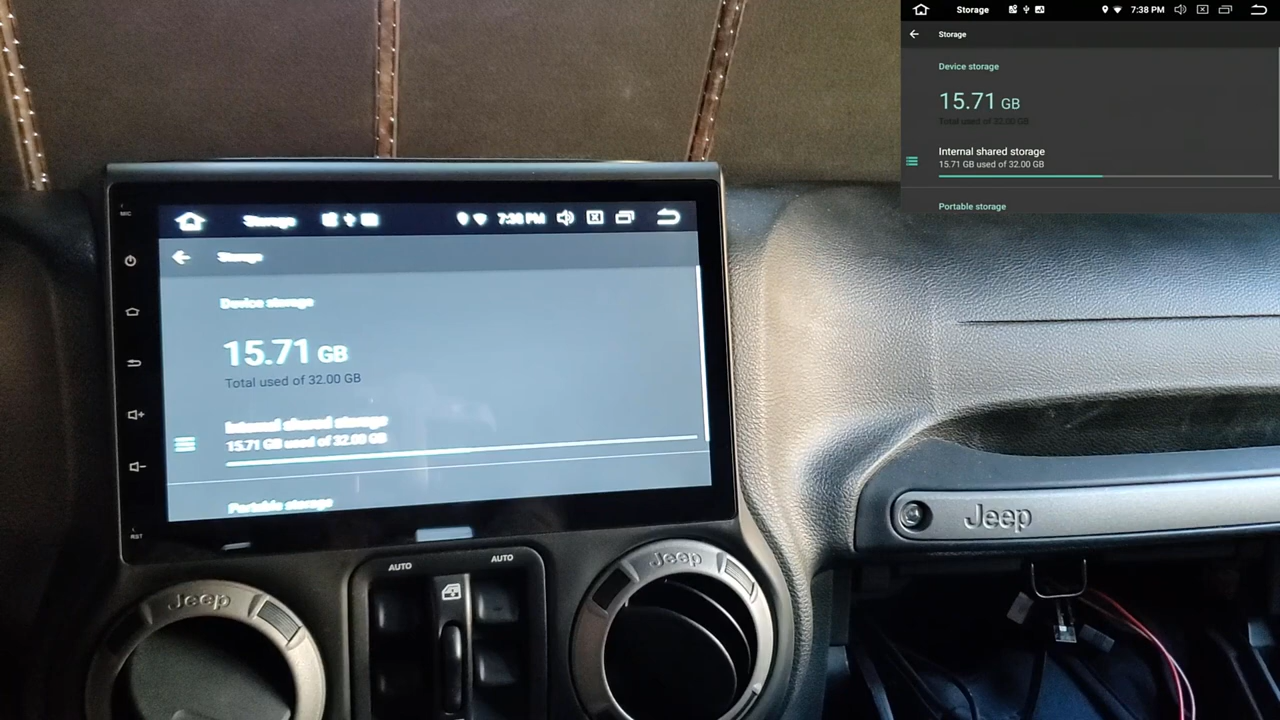 MIC
Storage
7:38 PM
Storage
Device storage
15.71 GB
Total used of 32.00 GB
Internal shared storage
15.71 GB used of 32.00 GB
Portable storage
RST
AUTO
AUTO
Jeep
Jeep
Jeep
Storage
7:38 PM
Storage
Device storage
15.71 GB
Total used of 32.00 GB
Internal shared storage
15.71 GB used of 32.00 GB
Portable storage